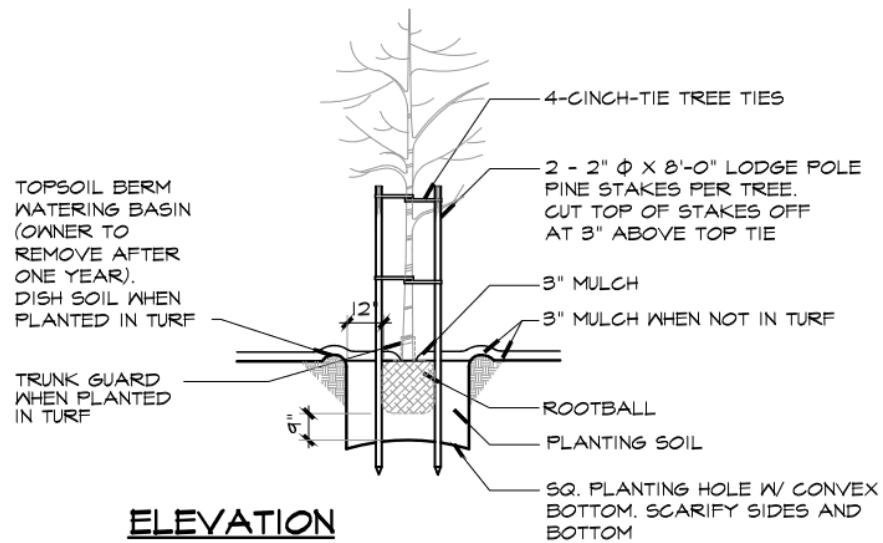 4-CINCH-TIE TREE TIES
2 - 2" Φ X 8'-0" LODGE POLE
PINE STAKES PER TREE.
CUT TOP OF STAKES OFF
AT 3" ABOVE TOP TIE
TOPSOIL BERM
WATERING BASIN
(OWNER TO
REMOVE AFTER
ONE YEAR).
DISH SOIL WHEN
PLANTED IN TURF
12"
3" MULCH
3" MULCH WHEN NOT IN TURF
TRUNK GUARD
WHEN PLANTED
IN TURF
9"
ROOTBALL
PLANTING SOIL
SQ. PLANTING HOLE W/ CONVEX
BOTTOM. SCARIFY SIDES AND
BOTTOM
ELEVATION